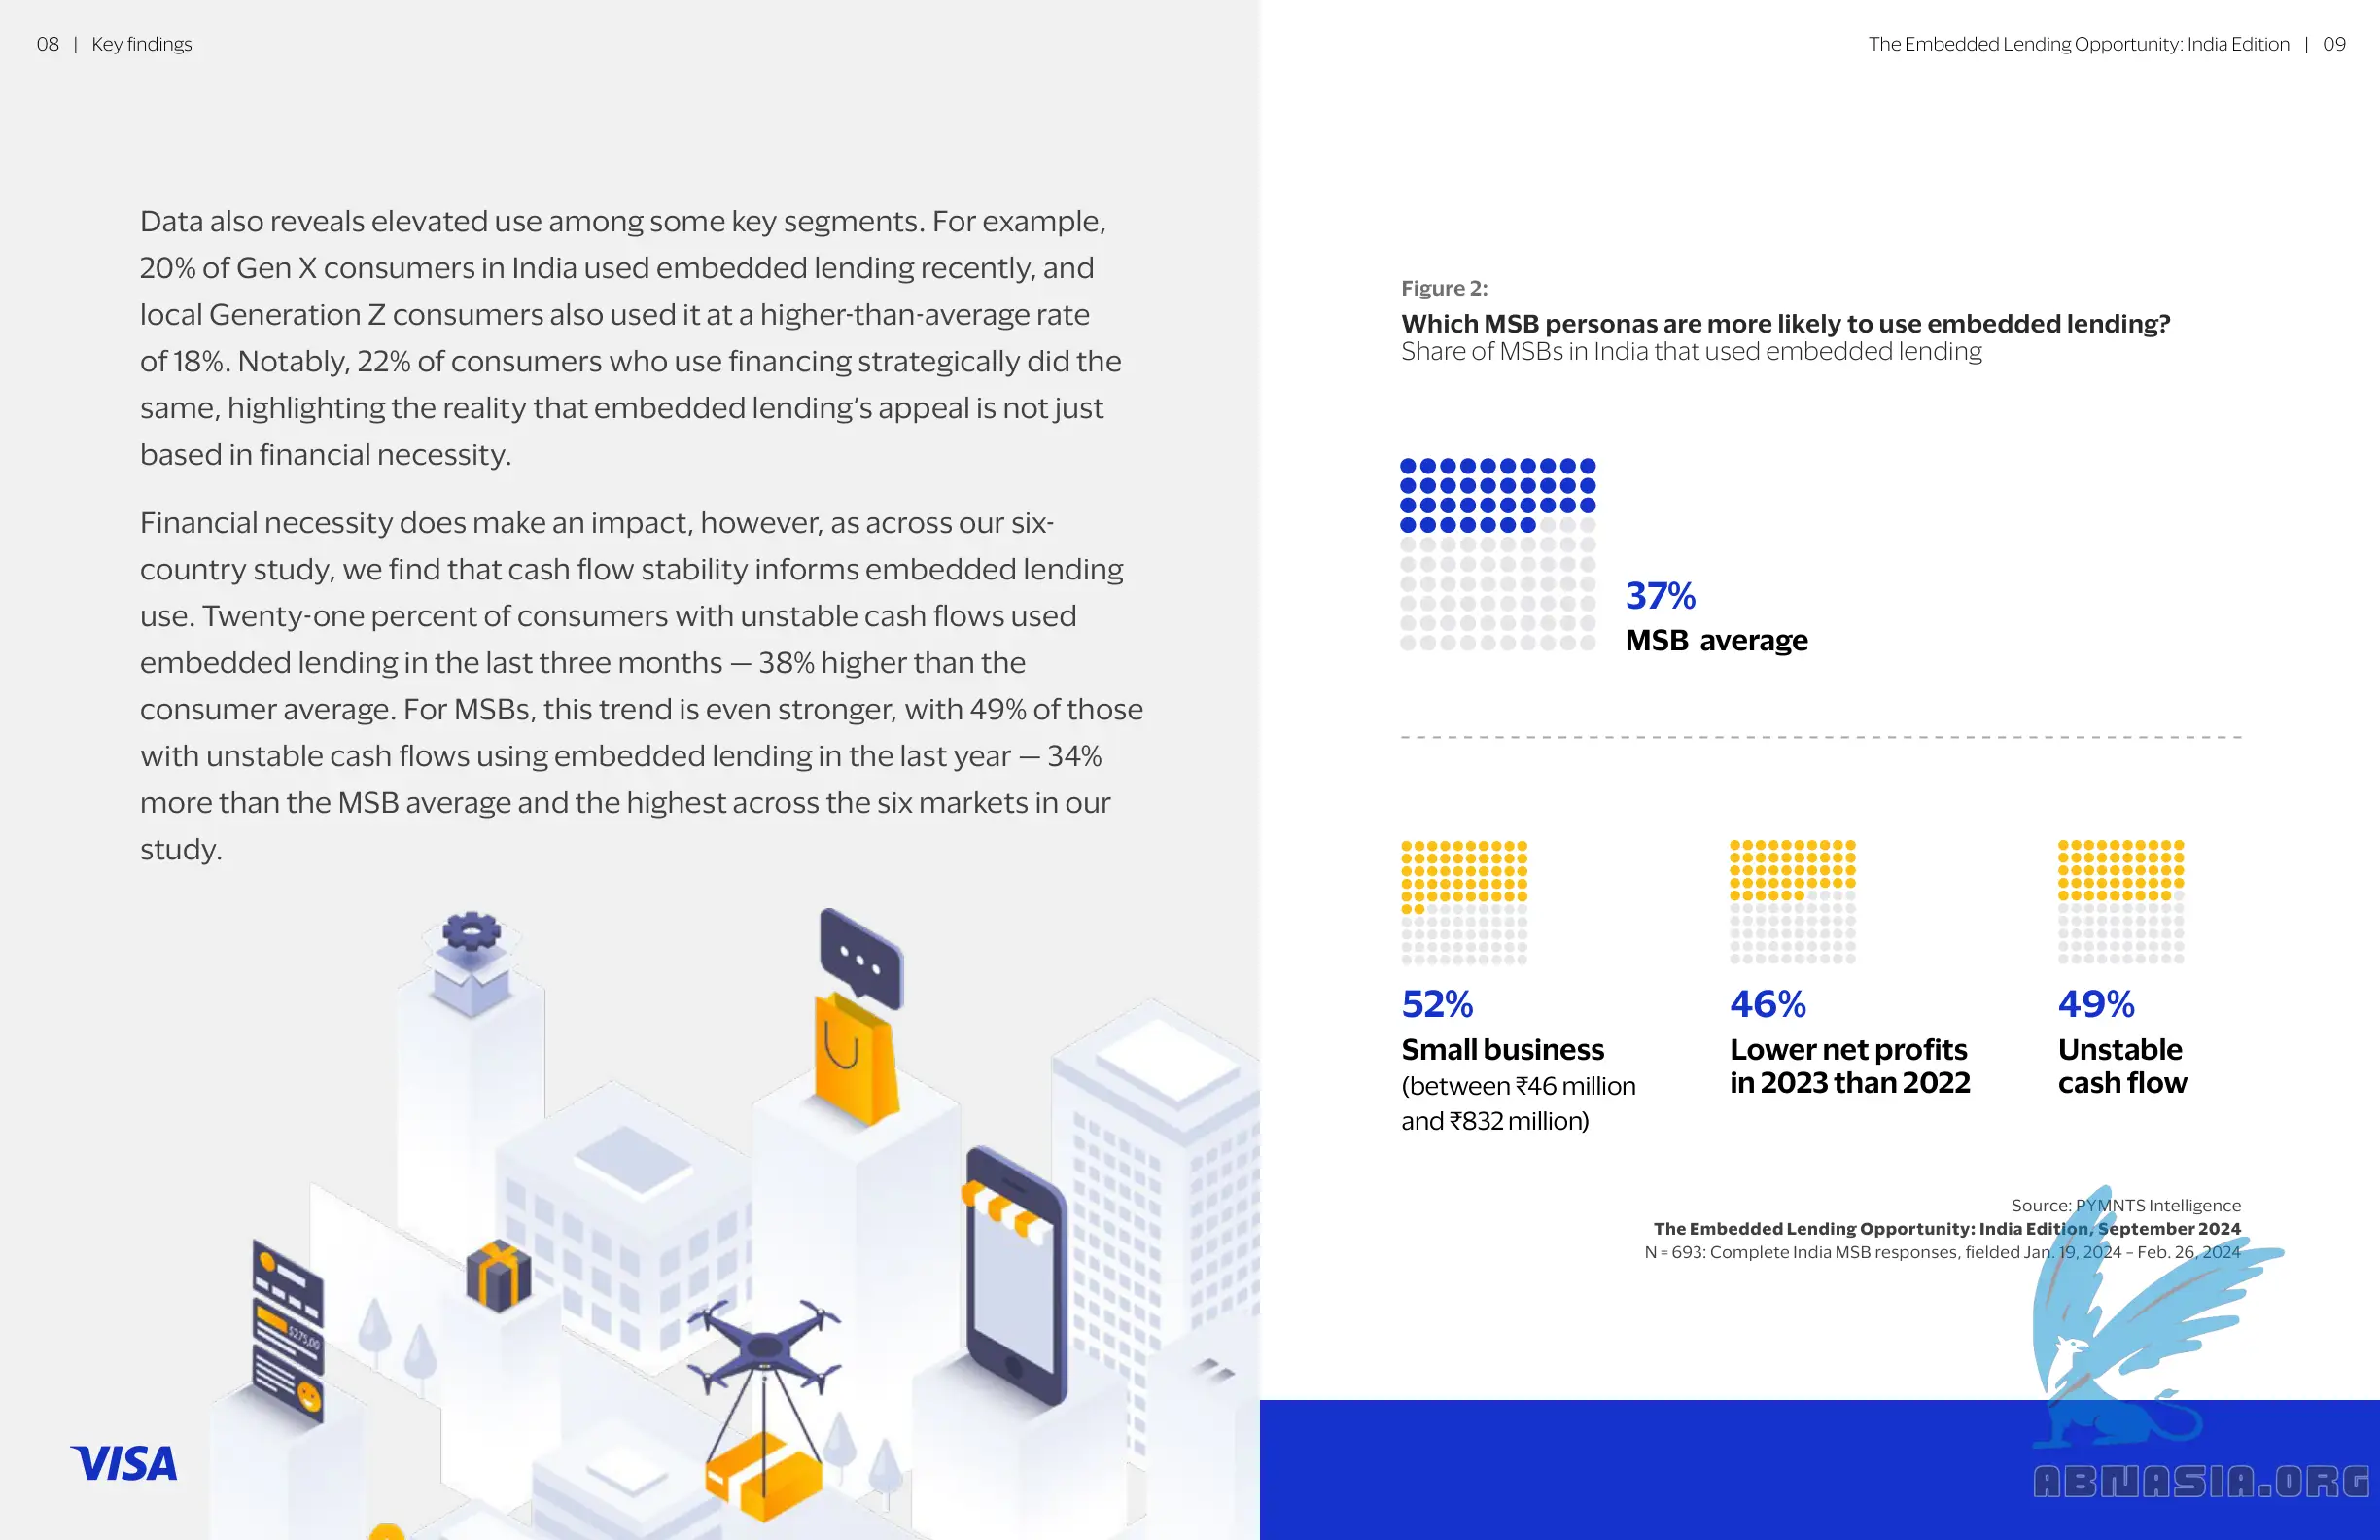 08 | Key findings
Data also reveals elevated use among some key segments. For example,
20% of Gen X consumers in India used embedded lending recently, and
local Generation Z consumers also used it at a higher-than-average rate
of 18%. Notably, 22% of consumers who use financing strategically did the
same, highlighting the reality that embedded lending’s appeal is not just
based in financial necessity.
Financial necessity does make an impact, however, as across our six-
country study, we find that cash flow stability informs embedded lending
use. Twenty-one percent of consumers with unstable cash flows used
embedded lending in the last three months — 38% higher than the
consumer average. For MSBs, this trend is even stronger, with 49% of those
with unstable cash flows using embedded lending in the last year — 34%
more than the MSB average and the highest across the six markets in our
study.
$275,00
VISA
The Embedded Lending Opportunity: India Edition | 09
Figure 2:
Which MSB personas are more likely to use embedded lending?
Share of MSBs in India that used embedded lending
37%
MSB average
52%
Small business
(between ₹46 million
and ₹832 million)
46%
Lower net profits
in 2023 than 2022
49%
Unstable
cash flow
Source: PYMNTS Intelligence
The Embedded Lending Opportunity: India Edition, September 2024
N = 693: Complete India MSB responses, fielded Jan. 19, 2024 – Feb. 26, 2024
ABNASIA.ORG